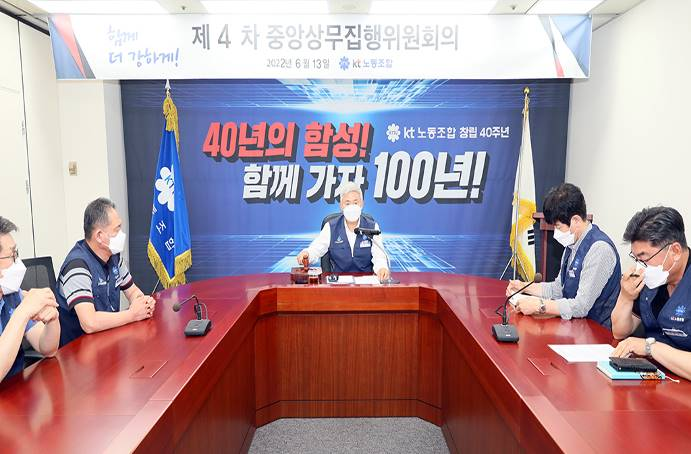 함께
더 강하게!
제 4 차 중앙상무집행위원회의
2022년 6월 13일 kt 노동조합
kt 노동조합 창립 40주년
40년의 함성!
함께 가자 100년!